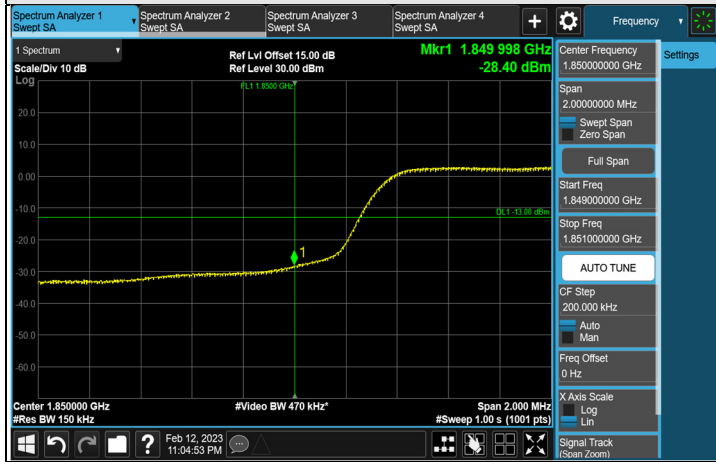 Spectrum Analyzer 1
Swept SA
Spectrum Analyzer 2
Swept SA
Spectrum Analyzer 3
Swept SA
Spectrum Analyzer 4
Swept SA
+
Frequency
Settings
1 Spectrum
Scale/Div 10 dB
Log
Ref Lvl Offset 15.00 dB
Ref Level 30.00 dBm
Mkr1 1.849 998 GHz
-28.40 dBm
FL1 1.8500 GHz
20.0
10.0
0.00
-10.0
-20.0
-30.0
-40.0
-50.0
-60.0
DL1 -13.00 dBm
1
Center 1.850000 GHz
#Res BW 150 kHz
#Video BW 470 kHz*
Span 2.000 MHz
#Sweep 1.00 s (1001 pts)
Center Frequency
1.850000000 GHz
Span
2.00000000 MHz
Swept Span
Zero Span
Full Span
Start Freq
1.849000000 GHz
Stop Freq
1.851000000 GHz
AUTO TUNE
CF Step
200.000 kHz
Auto
Man
Freq Offset
0 Hz
X Axis Scale
Log
Lin
Signal Track
(Span Zoom)
?
Feb 12, 2023
11:04:53 PM